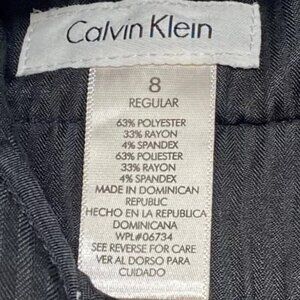 Calvin Klein
8
REGULAR
63% POLYESTER
33% RAYON
4% SPANDEX
63% POLIESTER
33% RAYON
4% SPANDEX
MADE IN DOMINICAN
REPUBLIC
HECHO EN LA REPUBLICA
DOMINICANA
WPL#06734
SEE REVERSE FOR CARE
VER AL DORSO PARA
CUIDADO